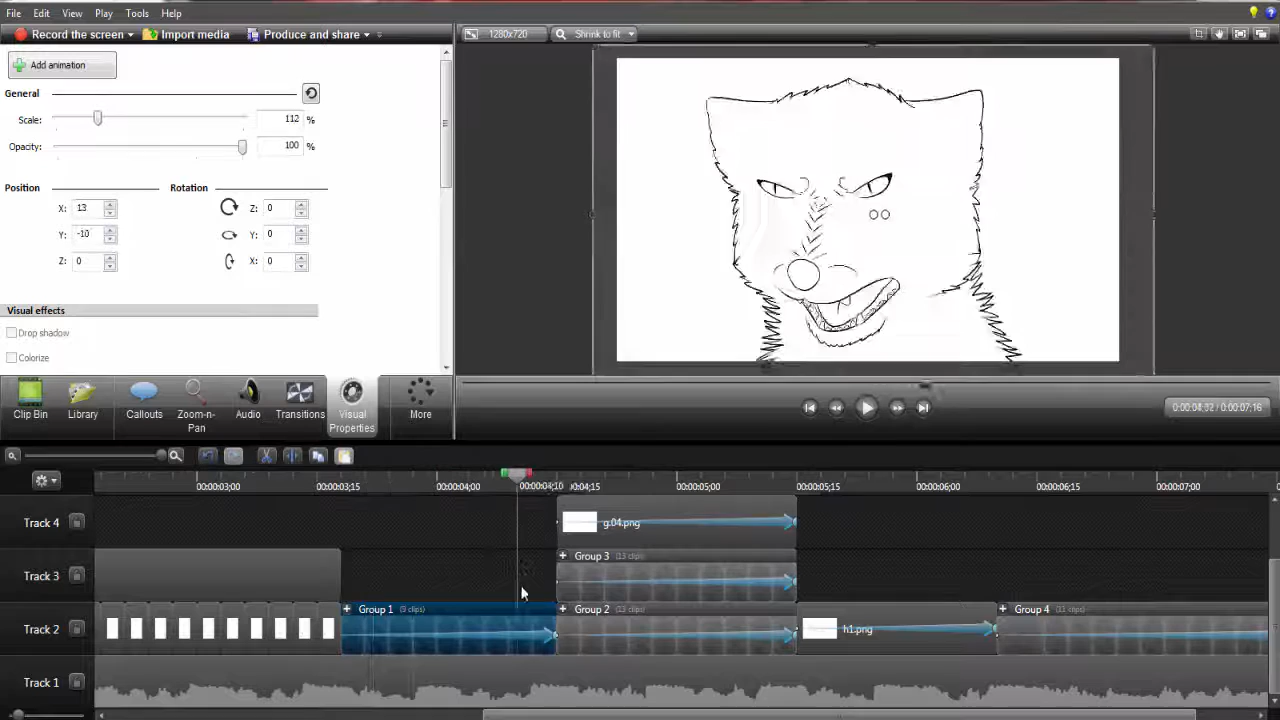 File Edit View Play Tools Help
Record the screen Import media Produce and share
1280x720 Shrink to fit
Add animation
General
Scale: 112 %
Opacity: 100 %
Position Rotation
X: 13 Z: 0
Y: -10 Y: 0
Z: 0 X: 0
Visual effects
Drop shadow
Colorize
Clip Bin Library Callouts Zoom-n-Pan Audio Transitions Visual Properties More
0:00:04;32 / 0:00:07;16
00:00:03;00 00:00:03;15 00:00:04;00 00:00:04;10 00:00:04;15 00:00:05;00 00:00:05;15 00:00:06;00 00:00:06;15 00:00:07;00
Track 4 g.04.png
Track 3 Group 3 (13 clips)
Track 2 Group 1 (9 clips) Group 2 (13 clips) h1.png Group 4 (11 clips)
Track 1